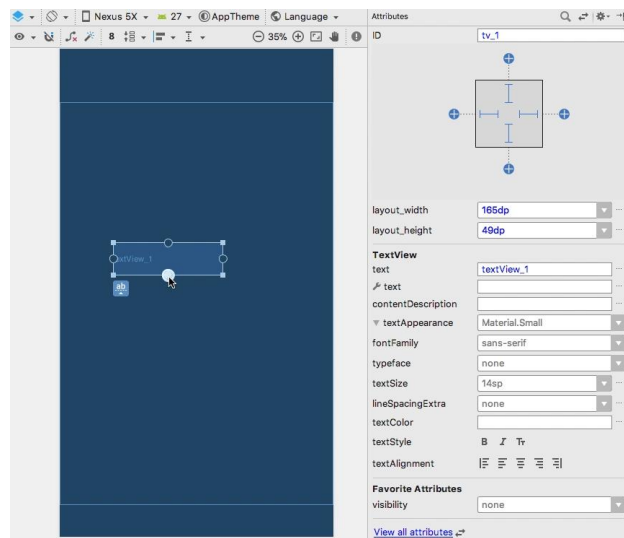 Nexus 5X 27 AppTheme Language
8 35%
Attributes
ID tv_1
layout_width 165dp
layout_height 49dp
TextView
text textView_1
text
contentDescription
textAppearance Material.Small
fontFamily sans-serif
typeface none
textSize 14sp
lineSpacingExtra none
textColor
textStyle B I Tт
textAlignment
Favorite Attributes
visibility none
View all attributes
textView_1
ab